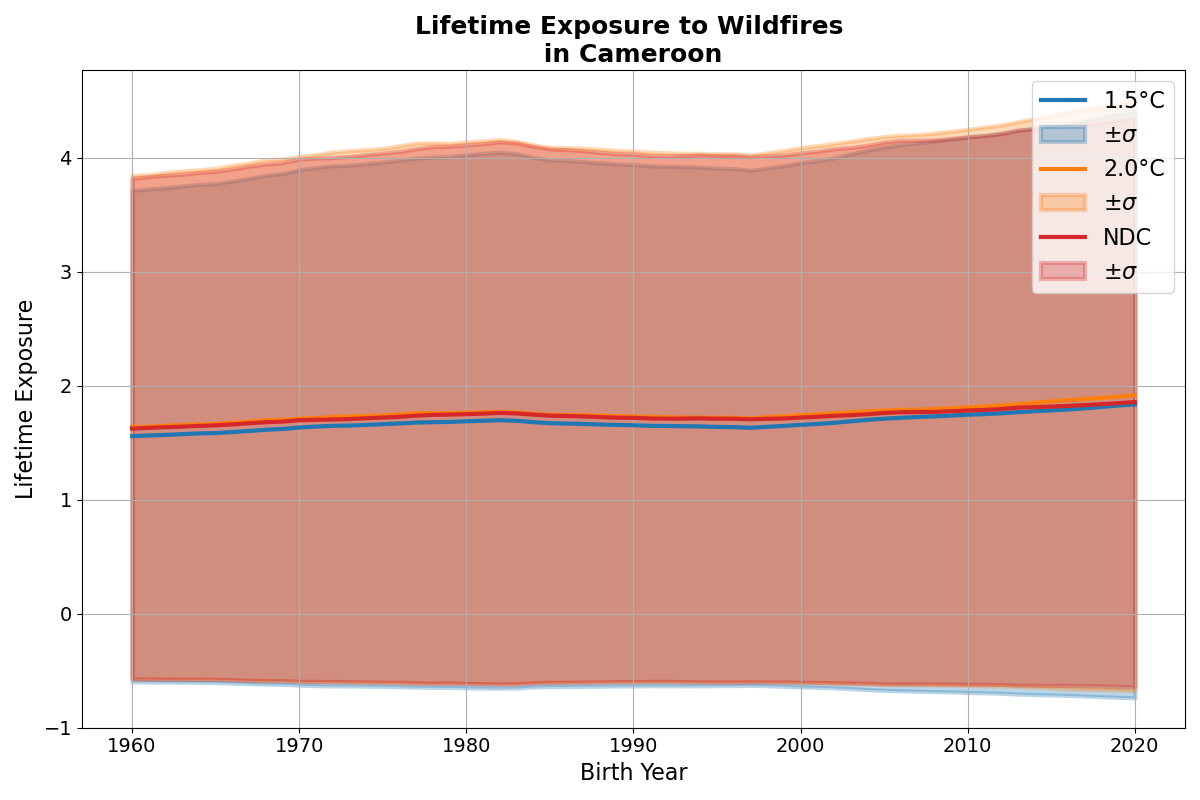 Lifetime Exposure to Wildfires
in Cameroon
1.5°C
±σ
2.0°C
±σ
NDC
±σ
Lifetime Exposure
4
3
2
1
0
−1
1960
1970
1980
1990
2000
2010
2020
Birth Year